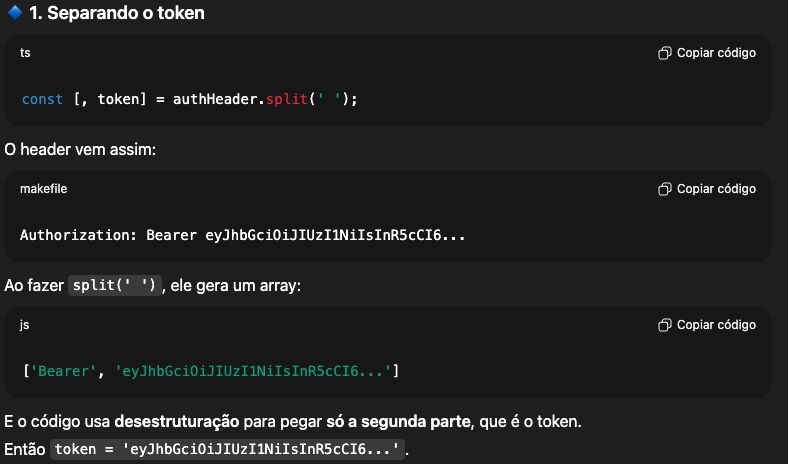 🔹 1. Separando o token
ts
Copiar código
const [, token] = authHeader.split(' ');
O header vem assim:
makefile
Copiar código
Authorization: Bearer eyJhbGciOiJIUzI1NiIsInR5cCI6...
Ao fazer split(' '), ele gera um array:
js
Copiar código
['Bearer', 'eyJhbGciOiJIUzI1NiIsInR5cCI6...']
E o código usa desestruturação para pegar só a segunda parte, que é o token.
Então token = 'eyJhbGciOiJIUzI1NiIsInR5cCI6...'.